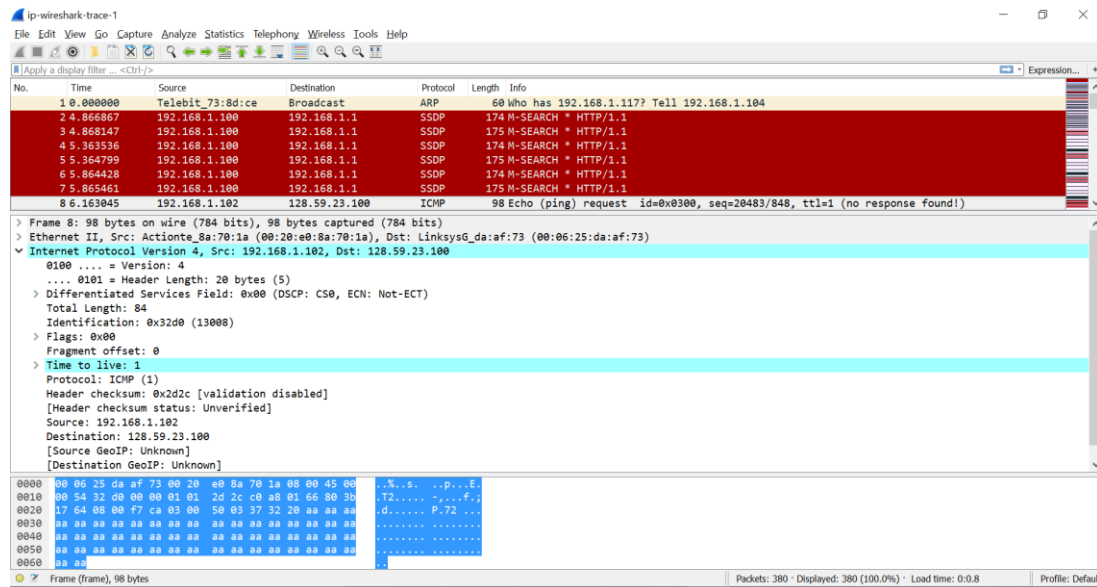 ip-wireshark-trace-1
File Edit View Go Capture Analyze Statistics Telephony Wireless Tools Help
Apply a display filter ... <Ctrl-/> Expression... +
No. Time Source Destination Protocol Length Info
1 0.000000 Telebit_73:8d:ce Broadcast ARP 60 Who has 192.168.1.117? Tell 192.168.1.104
2 4.866867 192.168.1.100 192.168.1.1 SSDP 174 M-SEARCH * HTTP/1.1
3 4.868147 192.168.1.100 192.168.1.1 SSDP 175 M-SEARCH * HTTP/1.1
4 5.363536 192.168.1.100 192.168.1.1 SSDP 174 M-SEARCH * HTTP/1.1
5 5.364799 192.168.1.100 192.168.1.1 SSDP 175 M-SEARCH * HTTP/1.1
6 5.864428 192.168.1.100 192.168.1.1 SSDP 174 M-SEARCH * HTTP/1.1
7 5.865461 192.168.1.100 192.168.1.1 SSDP 175 M-SEARCH * HTTP/1.1
8 6.163045 192.168.1.102 128.59.23.100 ICMP 98 Echo (ping) request id=0x0300, seq=20483/848, ttl=1 (no response found!)
> Frame 8: 98 bytes on wire (784 bits), 98 bytes captured (784 bits)
> Ethernet II, Src: Actionte_8a:70:1a (00:20:e0:8a:70:1a), Dst: LinksysG_da:af:73 (00:06:25:da:af:73)
Internet Protocol Version 4, Src: 192.168.1.102, Dst: 128.59.23.100
0100 .... = Version: 4
.... 0101 = Header Length: 20 bytes (5)
> Differentiated Services Field: 0x00 (DSCP: CS0, ECN: Not-ECT)
Total Length: 84
Identification: 0x32d0 (13008)
> Flags: 0x00
Fragment offset: 0
> Time to live: 1
Protocol: ICMP (1)
Header checksum: 0x2d2c [validation disabled]
[Header checksum status: Unverified]
Source: 192.168.1.102
Destination: 128.59.23.100
[Source GeoIP: Unknown]
[Destination GeoIP: Unknown]
0000 00 06 25 da af 73 00 20 e0 8a 70 1a 08 00 45 00 ..%..s. ..p...E.
0010 00 54 32 d0 00 00 01 01 2d 2c c0 a8 01 66 80 3b .T2..... -,...f.;
0020 17 64 08 00 f7 ca 03 00 50 03 37 32 20 aa aa aa .d...... P.72 ...
0030 aa aa aa aa aa aa aa aa aa aa aa aa aa aa aa aa ........ ........
0040 aa aa aa aa aa aa aa aa aa aa aa aa aa aa aa aa ........ ........
0050 aa aa aa aa aa aa aa aa aa aa aa aa aa aa aa aa ........ ........
0060 aa aa ..
Frame (frame), 98 bytes Packets: 380 · Displayed: 380 (100.0%) · Load time: 0:0.8 Profile: Defau